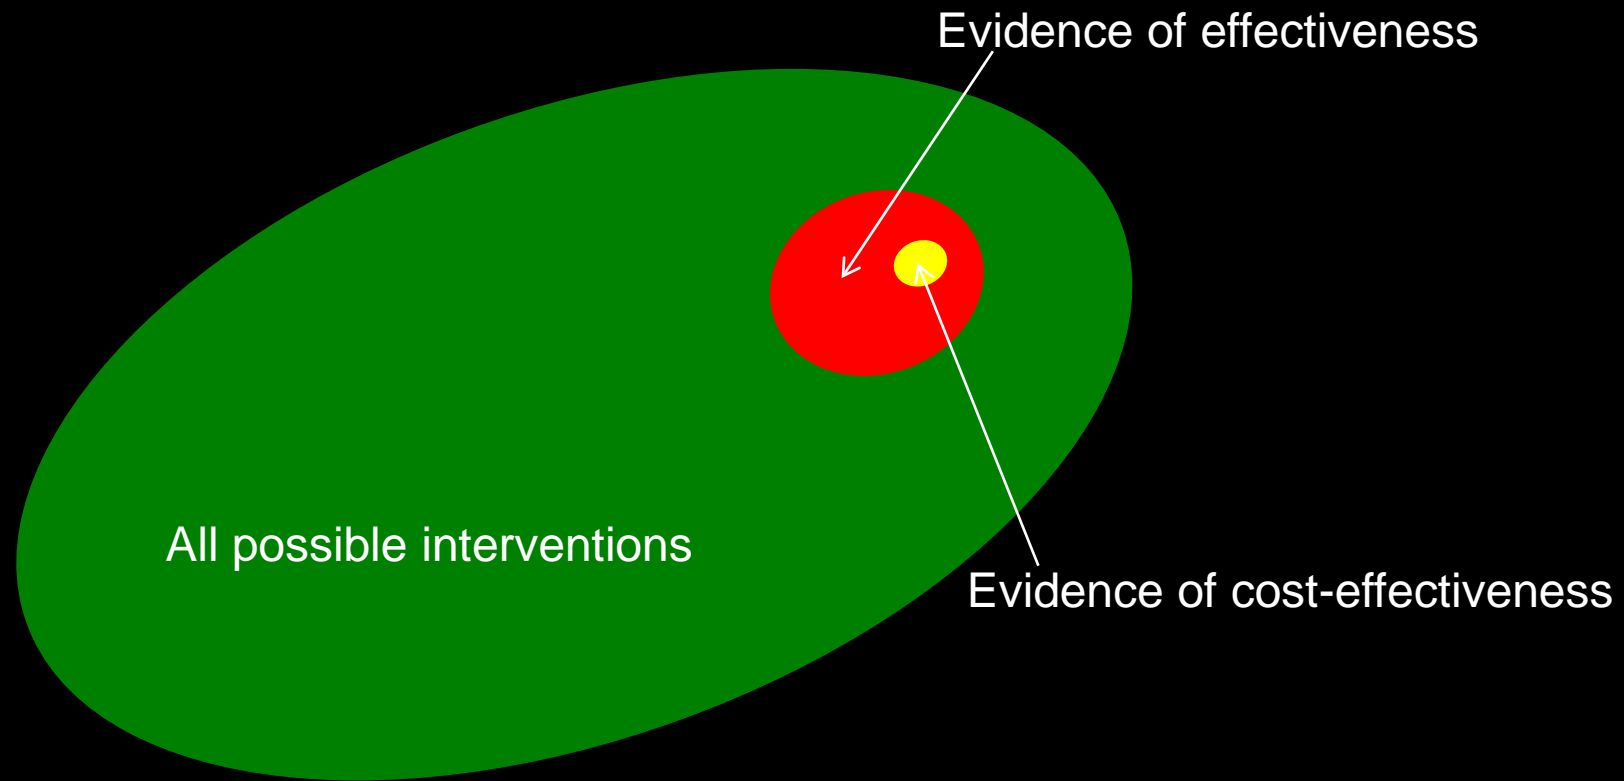 Evidence of effectiveness
All possible interventions
Evidence of cost-effectiveness